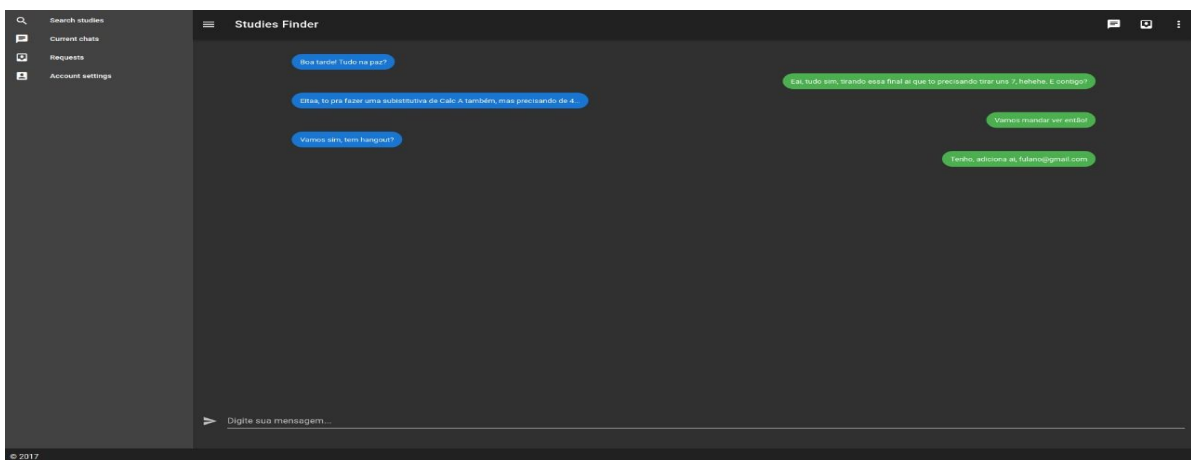 Search studies
Current chats
Requests
Account settings
Studies Finder
Boa tarde! Tudo na paz?
Eai, tudo sim, tirando essa final ai que to precisando tirar uns 7, hehehe. E contigo?
Eitaa, to pra fazer uma subistitutiva de Calc A também, mas precisando de 4...
Vamos mandar ver então!
Vamos sim, tem hangout?
Tenho, adiciona ai, fulano@gmail.com
Digite sua mensagem...
© 2017